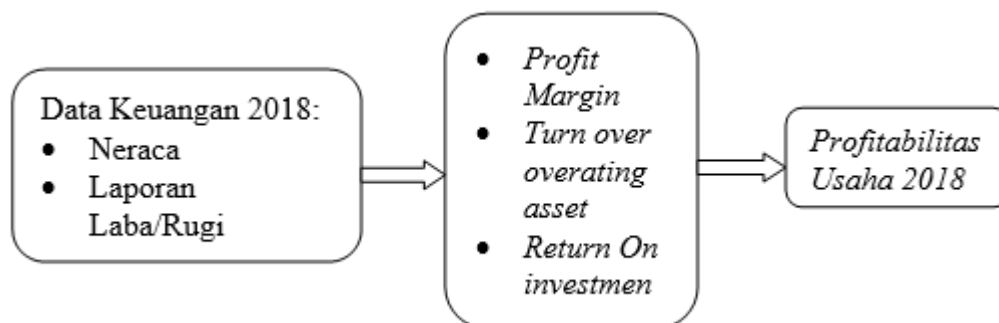 Data Keuangan 2018:
• Neraca
• Laporan
Laba/Rugi
• Profit
Margin
• Turn over
overating
asset
• Return On
investmen
Profitabilitas
Usaha 2018